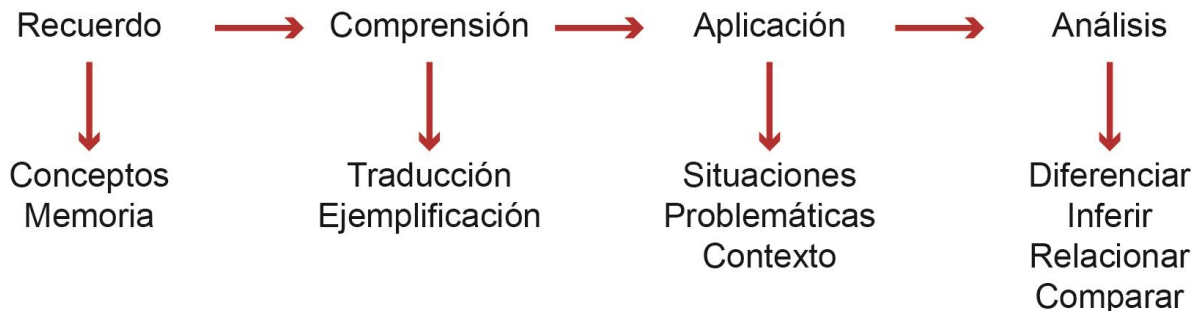 Recuerdo Comprensión Aplicación Análisis
Conceptos Traducción Situaciones Diferenciar
Memoria Ejemplificación Problemáticas Inferir
Contexto Relacionar
Comparar